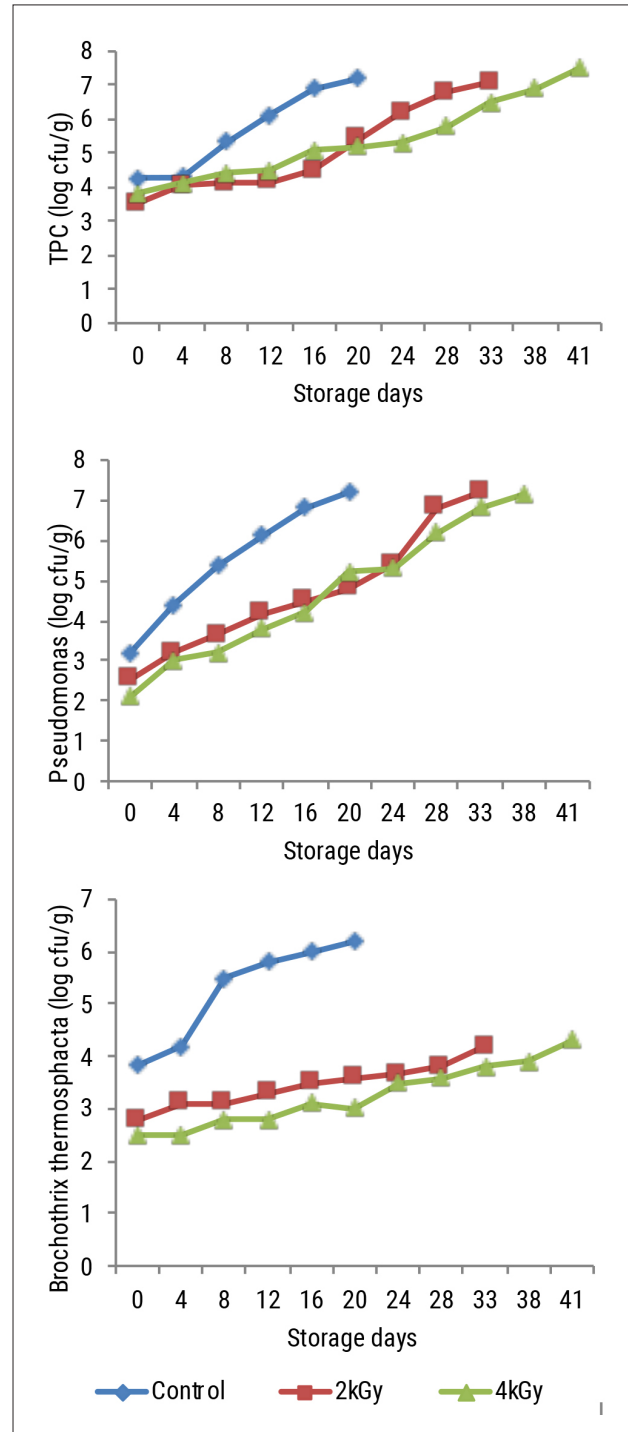 TPC (log cfu/g)
8
7
6
5
4
3
2
1
0
0 4 8 12 16 20 24 28 33 38 41
Storage days
Pseudomonas (log cfu/g)
8
7
6
5
4
3
2
1
0
0 4 8 12 16 20 24 28 33 38 41
Storage days
Brochothrix thermosphacta (log cfu/g)
7
6
5
4
3
2
1
0
0 4 8 12 16 20 24 28 33 38 41
Storage days
Control 2kGy 4kGy